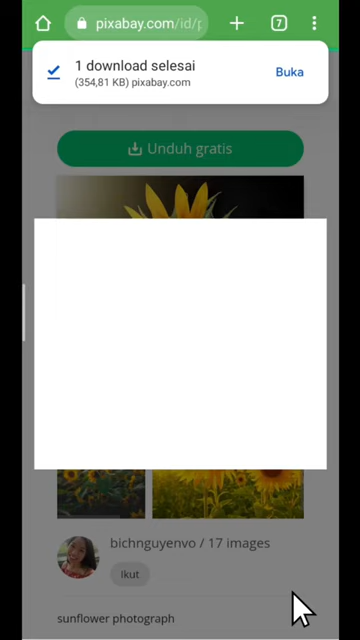 pixabay.com/id/p
7
1 download selesai
(354,81 KB) pixabay.com
Buka
Unduh gratis
bichnguyenvo / 17 images
Ikut
sunflower photograph